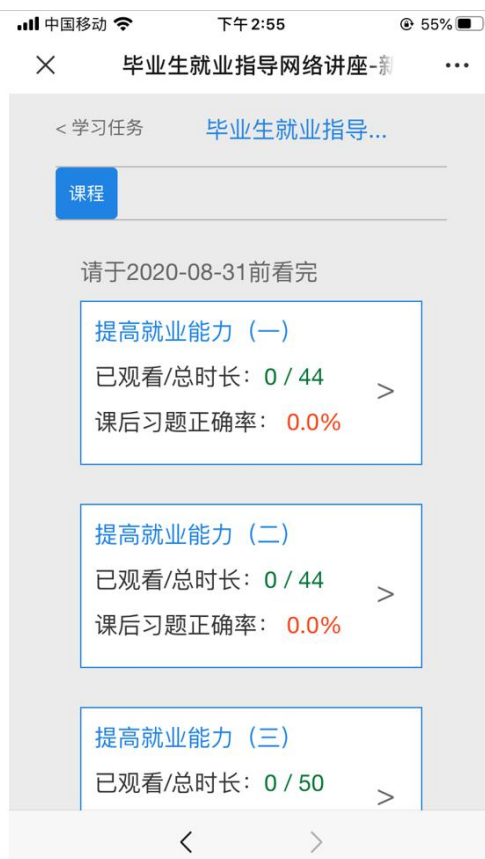 中国移动 下午2:55 55%
毕业生就业指导网络讲座-新
<学习任务 毕业生就业指导...
课程
请于2020-08-31前看完
提高就业能力（一）
已观看/总时长：0 / 44
>
课后习题正确率： 0.0%
提高就业能力（二）
已观看/总时长：0 / 44
>
课后习题正确率： 0.0%
提高就业能力（三）
已观看/总时长：0 / 50
>